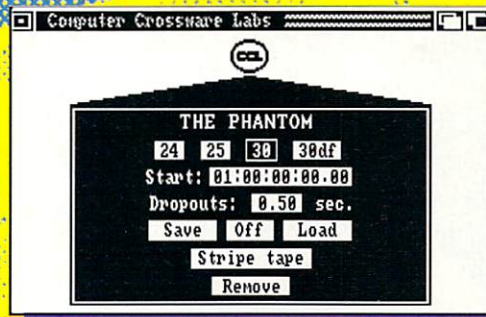 Computer Crossware Labs
CCL
THE PHANTOM
24 25 30 30df
Start: 01:00:00:00.00
Dropouts: 0.50 sec.
Save Off Load
Stripe tape
Remove